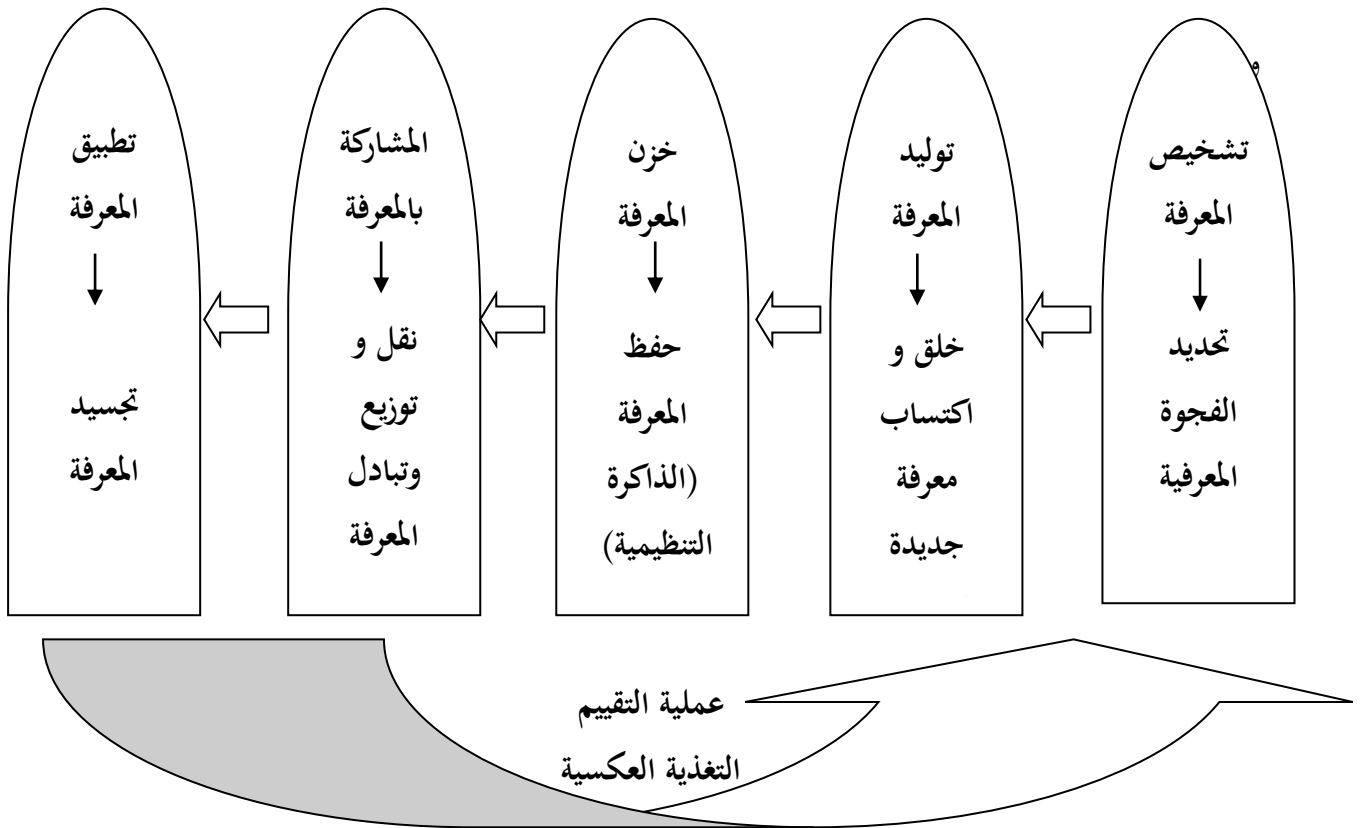 و
تشخيص
المعرفة
تحديد
الفجوة
المعرفية
توليد
المعرفة
خلق و
اكتساب
معرفة
جديدة
خزن
المعرفة
حفظ
المعرفة
(الذاكرة
التنظيمية)
المشاركة
بالمعرفة
نقل و
توزيع
وتبادل
المعرفة
تطبيق
المعرفة
تجسيد
المعرفة
عملية التقييم
التغذية العكسية